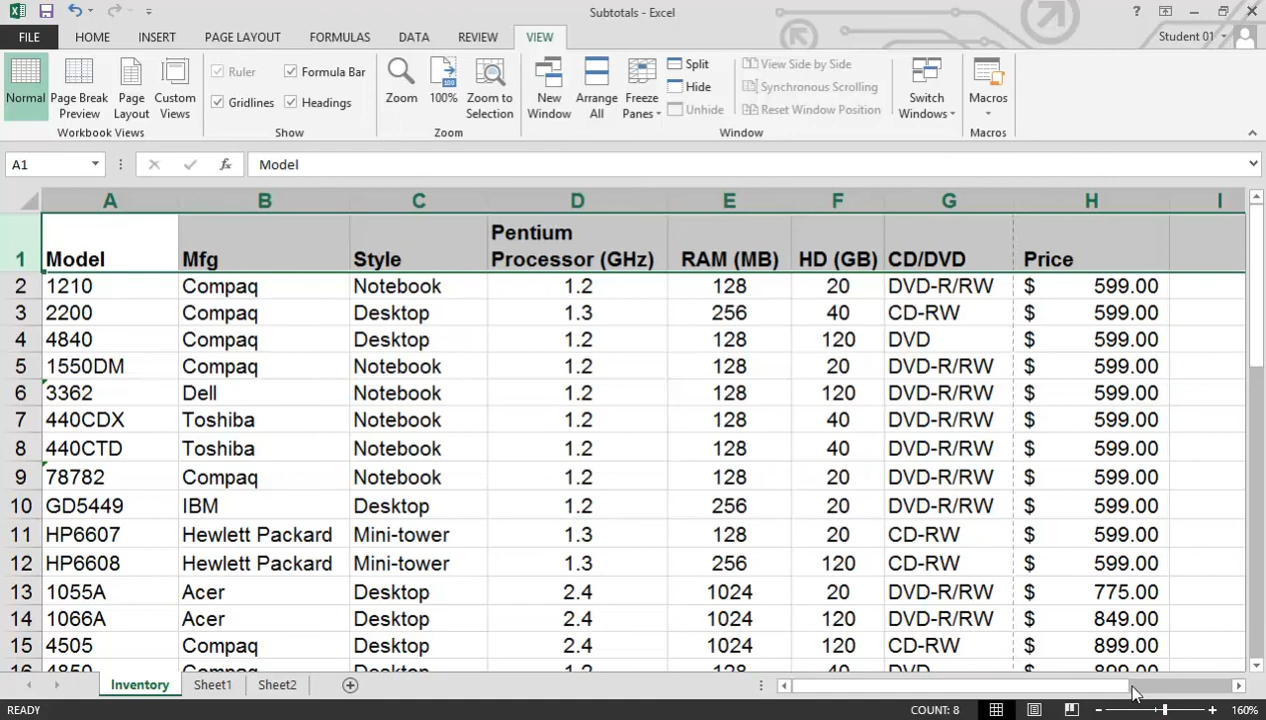 Subtotals - Excel
?
FILE HOME INSERT PAGE LAYOUT FORMULAS DATA REVIEW VIEW Student 01
Normal Page Break Preview Page Layout Custom Views
Ruler Formula Bar
Gridlines Headings
Zoom 100% Zoom to Selection
New Window Arrange All Freeze Panes
Split
Hide
Unhide
View Side by Side
Synchronous Scrolling
Reset Window Position
Switch Windows Macros
Workbook Views Show Zoom Window Macros
A1 fx Model
A B C D E F G H I
1 Model Mfg Style Pentium Processor (GHz) RAM (MB) HD (GB) CD/DVD Price
2 1210 Compaq Notebook 1.2 128 20 DVD-R/RW $ 599.00
3 2200 Compaq Desktop 1.3 256 40 CD-RW $ 599.00
4 4840 Compaq Desktop 1.2 128 120 DVD $ 599.00
5 1550DM Compaq Notebook 1.2 128 20 DVD-R/RW $ 599.00
6 3362 Dell Notebook 1.2 128 120 DVD-R/RW $ 599.00
7 440CDX Toshiba Notebook 1.2 128 40 DVD-R/RW $ 599.00
8 440CTD Toshiba Notebook 1.2 128 40 DVD-R/RW $ 599.00
9 78782 Compaq Notebook 1.2 128 20 DVD-R/RW $ 599.00
10 GD5449 IBM Desktop 1.2 256 20 DVD-R/RW $ 599.00
11 HP6607 Hewlett Packard Mini-tower 1.3 128 20 CD-RW $ 599.00
12 HP6608 Hewlett Packard Mini-tower 1.3 256 120 CD-RW $ 599.00
13 1055A Acer Desktop 2.4 1024 20 DVD-R/RW $ 775.00
14 1066A Acer Desktop 2.4 1024 120 DVD-R/RW $ 849.00
15 4505 Compaq Desktop 2.4 1024 120 CD-RW $ 899.00
16 4850 Compaq Desktop 1.2 128 40 DVD $ 899.00
Inventory Sheet1 Sheet2
READY COUNT: 8 160%